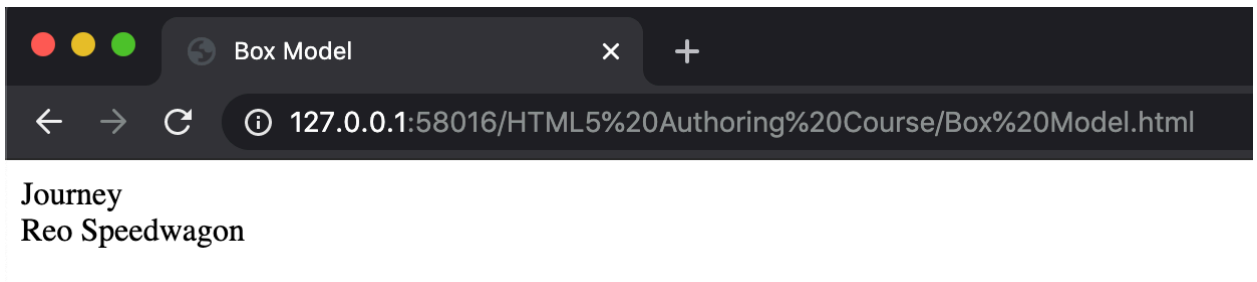 Box Model
127.0.0.1:58016/HTML5%20Authoring%20Course/Box%20Model.html
Journey
Reo Speedwagon